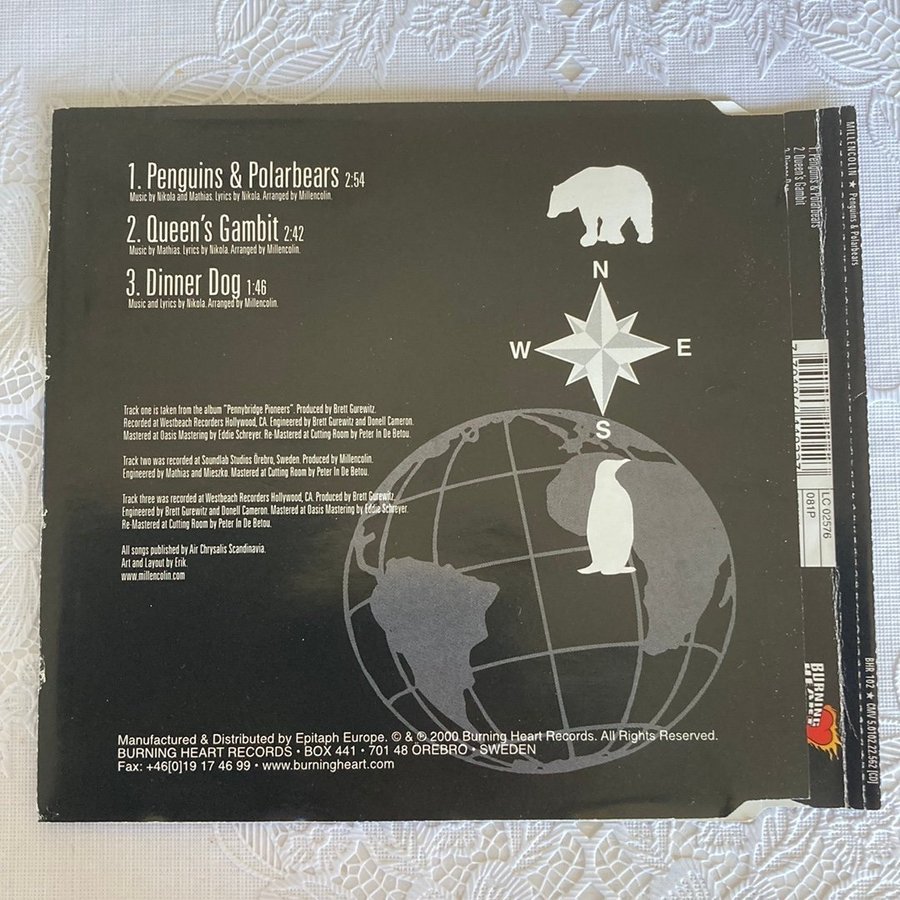 1. Penguins & Polarbears 2:54
Music by Nikola and Mathias. Lyrics by Nikola. Arranged by Millencolin.
2. Queen's Gambit 2:42
Music by Mathias. Lyrics by Nikola. Arranged by Millencolin.
3. Dinner Dog 1:46
Music and Lyrics by Nikola. Arranged by Millencolin.
N
W E
S
Track one is taken from the album "Pennybridge Pioneers". Produced by Brett Gurewitz.
Recorded at Westbeach Recorders Hollywood, CA. Engineered by Brett Gurewitz and Donell Cameron.
Mastered at Oasis Mastering by Eddie Schreyer. Re-Mastered at Cutting Room by Peter In De Betou.
Track two was recorded at Soundlab Studios Örebro, Sweden. Produced by Millencolin.
Engineered by Mathias and Mieszko. Mastered at Cutting Room by Peter In De Betou.
Track three was recorded at Westbeach Recorders Hollywood, CA. Produced by Brett Gurewitz.
Engineered by Brett Gurewitz and Donell Cameron. Mastered at Oasis Mastering by Eddie Schreyer.
Re-Mastered at Cutting Room by Peter In De Betou.
All songs published by Air Chrysalis Scandinavia.
Art and Layout by Erik.
www.millencolin.com
Manufactured & Distributed by Epitaph Europe. © & ℗ 2000 Burning Heart Records. All Rights Reserved.
BURNING HEART RECORDS • BOX 441 • 701 48 ÖREBRO • SWEDEN
Fax: +46[0]19 17 46 99 • www.burningheart.com
1. Penguins & Polarbears
2. Queen's Gambit
LC 02576
081P
BURNING HEART
MILLENCOLIN ★ Penguins & Polarbears
BHR 102 ★ CMV 5.0102.22.562 [CD]